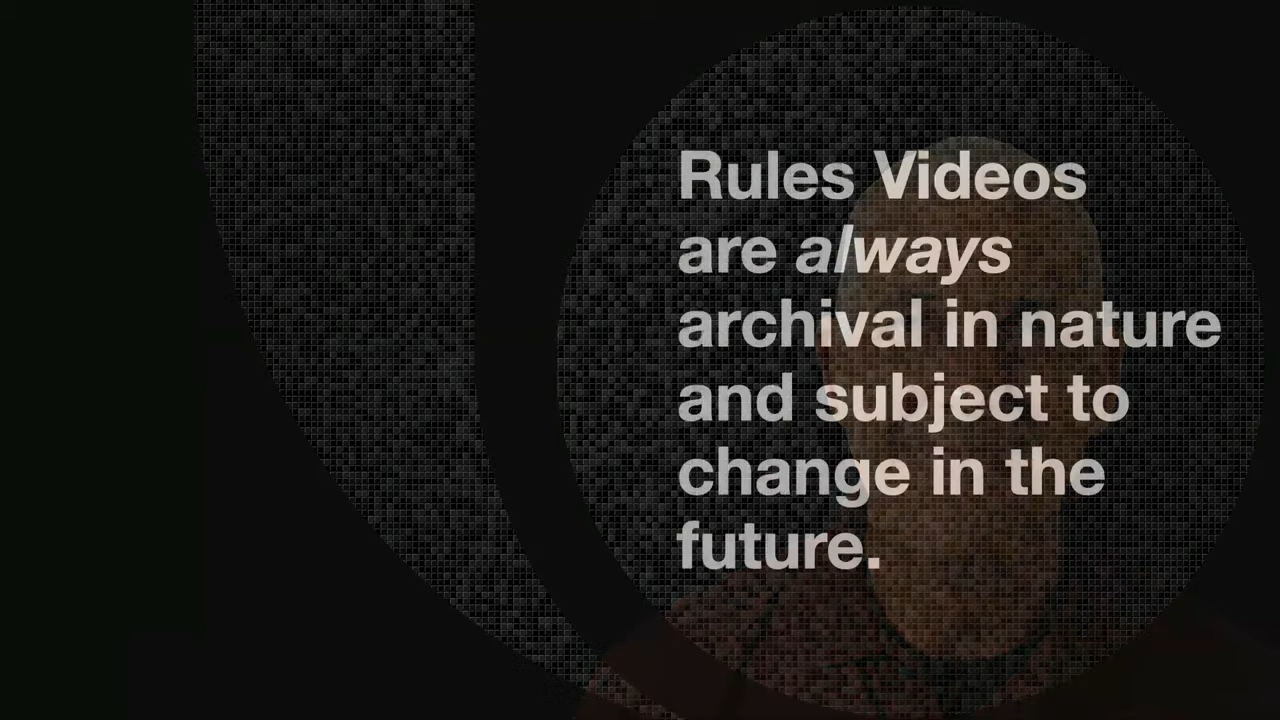 Rules Videos
are always
archival in nature
and subject to
change in the
future.